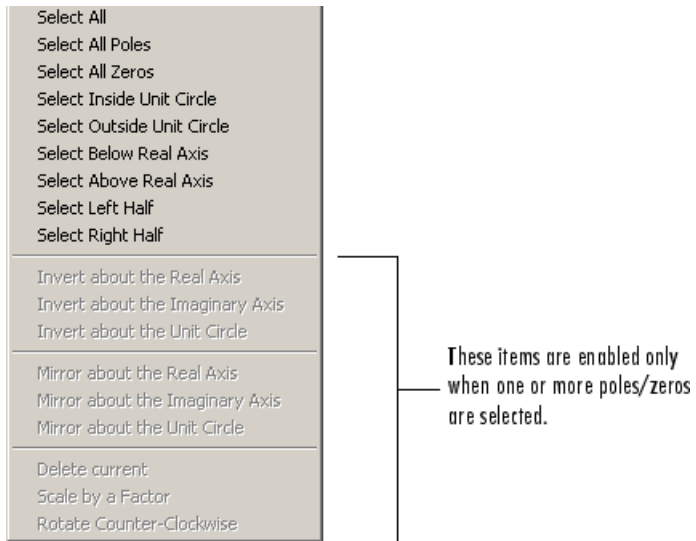 Select All
Select All Poles
Select All Zeros
Select Inside Unit Circle
Select Outside Unit Circle
Select Below Real Axis
Select Above Real Axis
Select Left Half
Select Right Half
Invert about the Real Axis
Invert about the Imaginary Axis
Invert about the Unit Circle
Mirror about the Real Axis
Mirror about the Imaginary Axis
Mirror about the Unit Circle
Delete current
Scale by a Factor
Rotate Counter-Clockwise
These items are enabled only
when one or more poles/zeros
are selected.